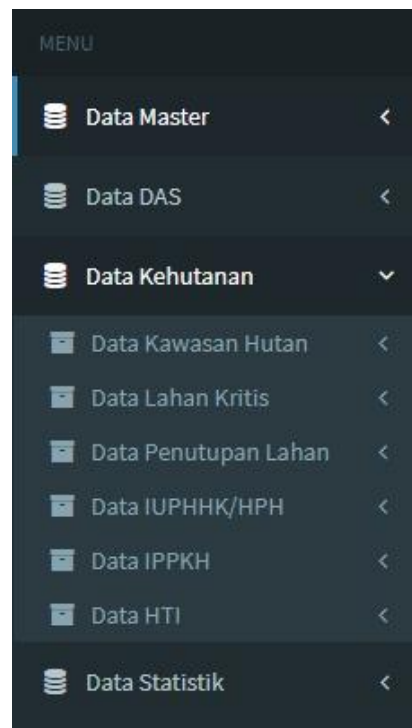 MENU
Data Master
Data DAS
Data Kehutanan
Data Kawasan Hutan
Data Lahan Kritis
Data Penutupan Lahan
Data IUPHHK/HPH
Data IPPKH
Data HTI
Data Statistik